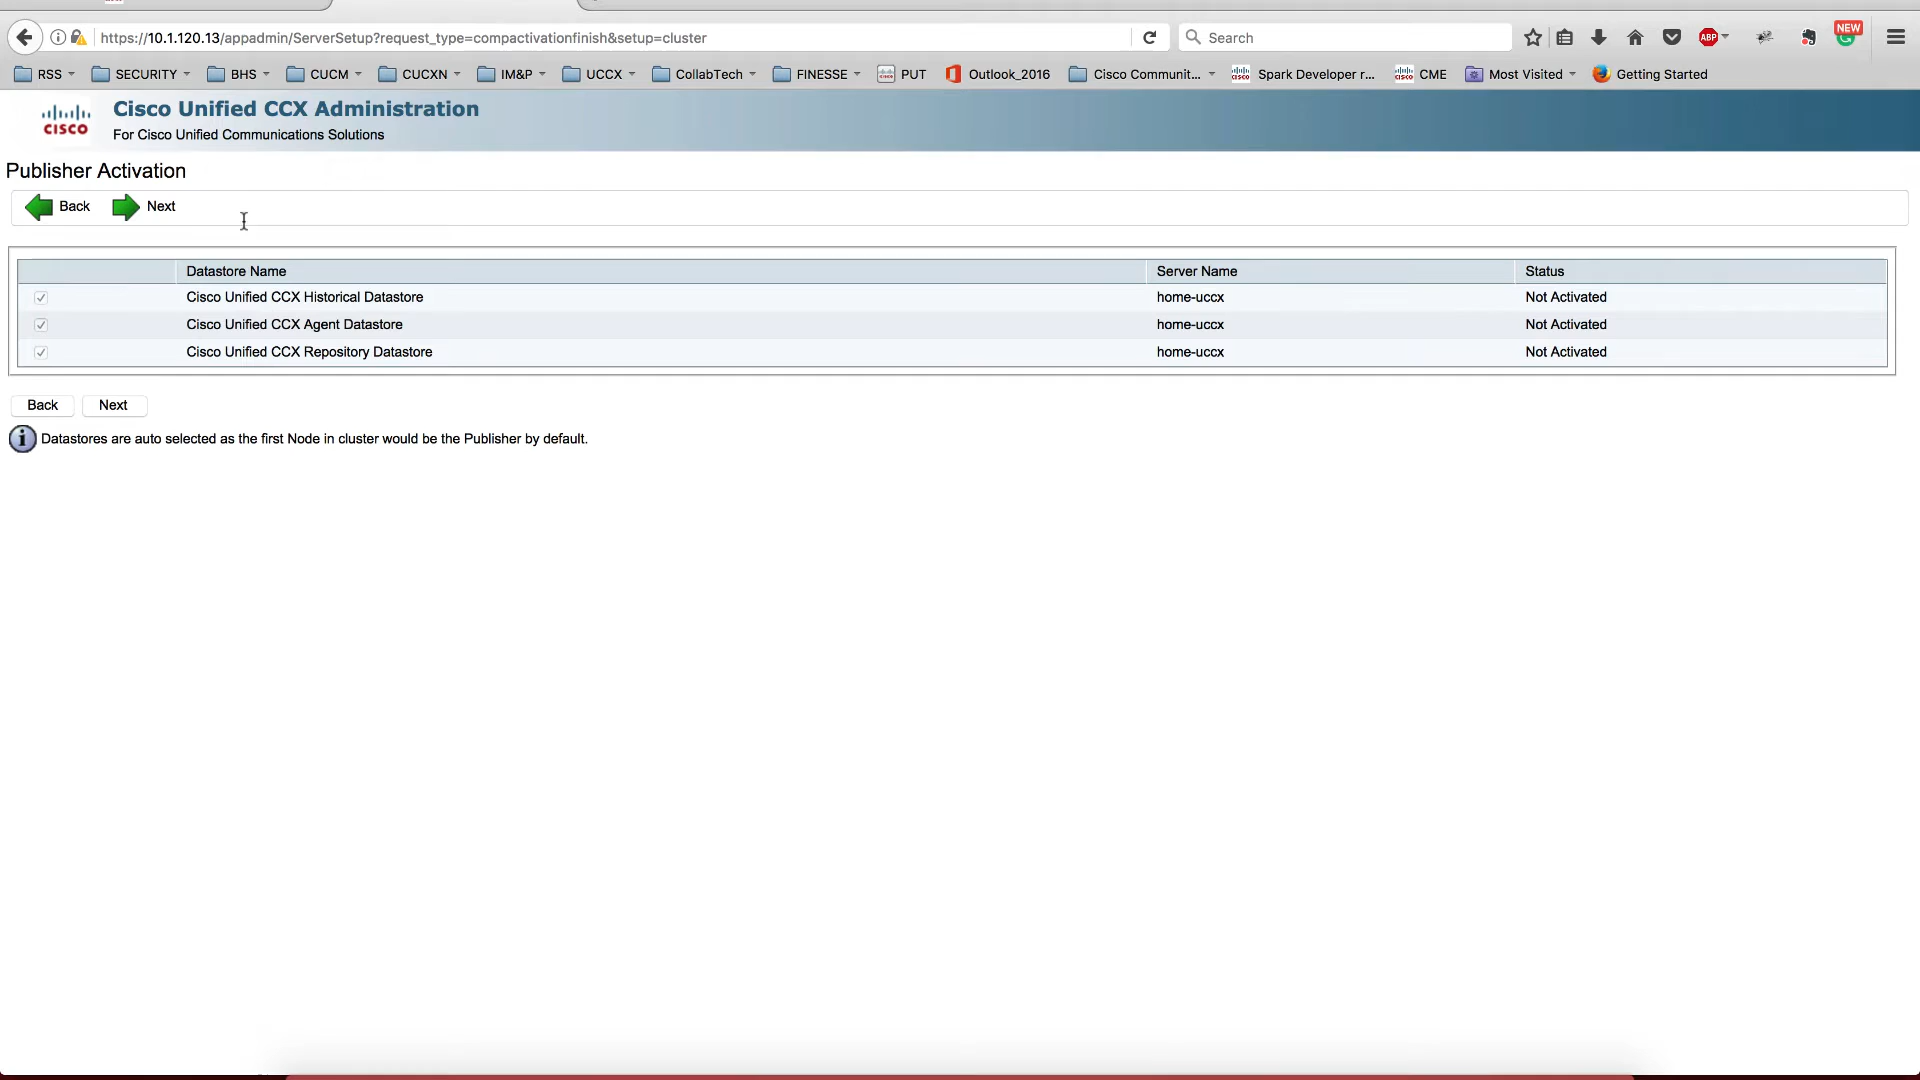 https://10.1.120.13/appadmin/ServerSetup?request_type=compactivationfinish&setup=cluster
Search
ABP
NEW
RSS
SECURITY
BHS
CUCM
CUCXN
IM&P
UCCX
CollabTech
FINESSE
PUT
Outlook_2016
Cisco Communit...
Spark Developer r...
CME
Most Visited
Getting Started
CISCO
Cisco Unified CCX Administration
For Cisco Unified Communications Solutions
Publisher Activation
Back Next
Datastore Name Server Name Status
Cisco Unified CCX Historical Datastore home-uccx Not Activated
Cisco Unified CCX Agent Datastore home-uccx Not Activated
Cisco Unified CCX Repository Datastore home-uccx Not Activated
Back Next
Datastores are auto selected as the first Node in cluster would be the Publisher by default.